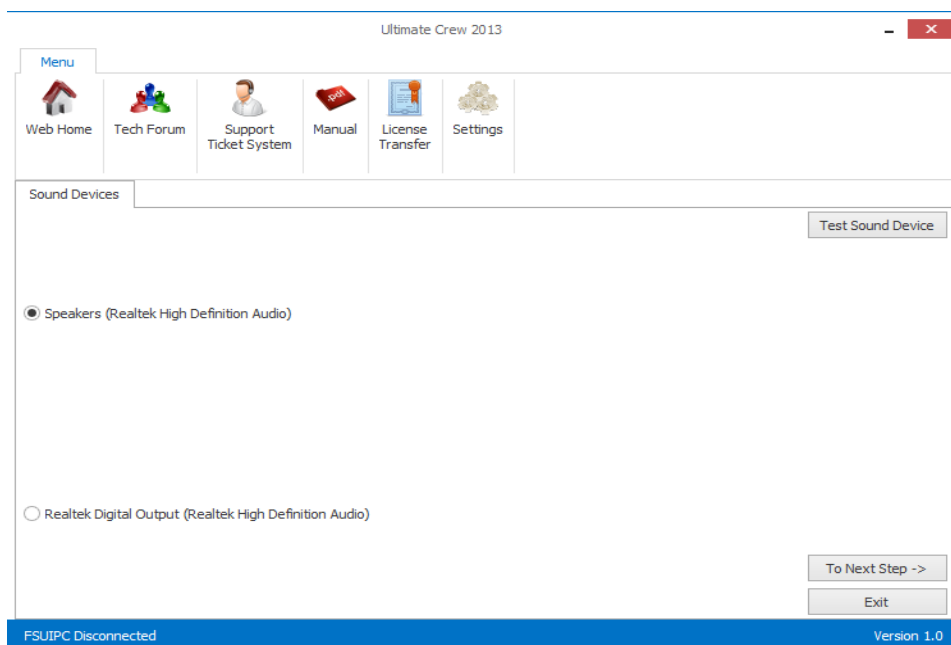 Ultimate Crew 2013
Menu
Web Home
Tech Forum
Support
Ticket System
.pdf
Manual
License
Transfer
Settings
Sound Devices
Test Sound Device
Speakers (Realtek High Definition Audio)
Realtek Digital Output (Realtek High Definition Audio)
To Next Step ->
Exit
FSUIPC Disconnected
Version 1.0